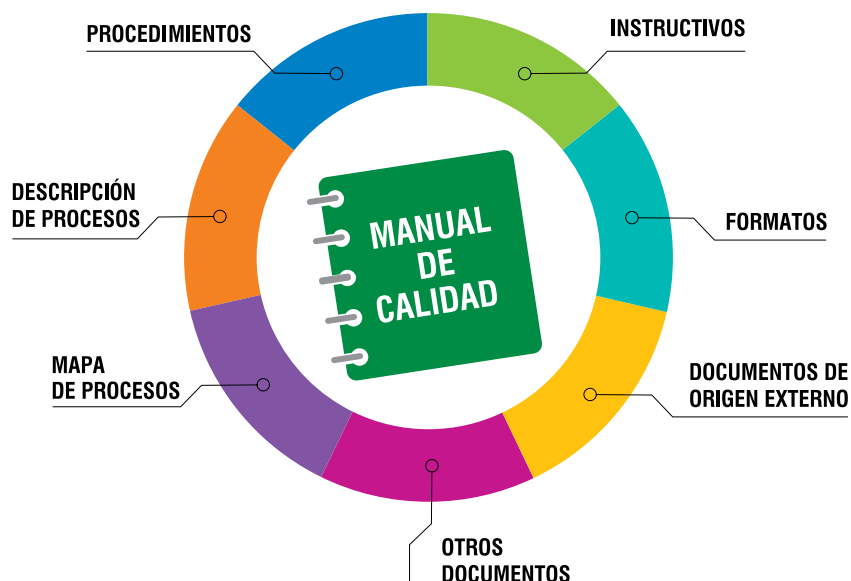 PROCEDIMIENTOS
INSTRUCTIVOS
DESCRIPCIÓN
DE PROCESOS
MANUAL
DE
CALIDAD
FORMATOS
MAPA
DE PROCESOS
DOCUMENTOS DE
ORIGEN EXTERNO
OTROS
DOCUMENTOS